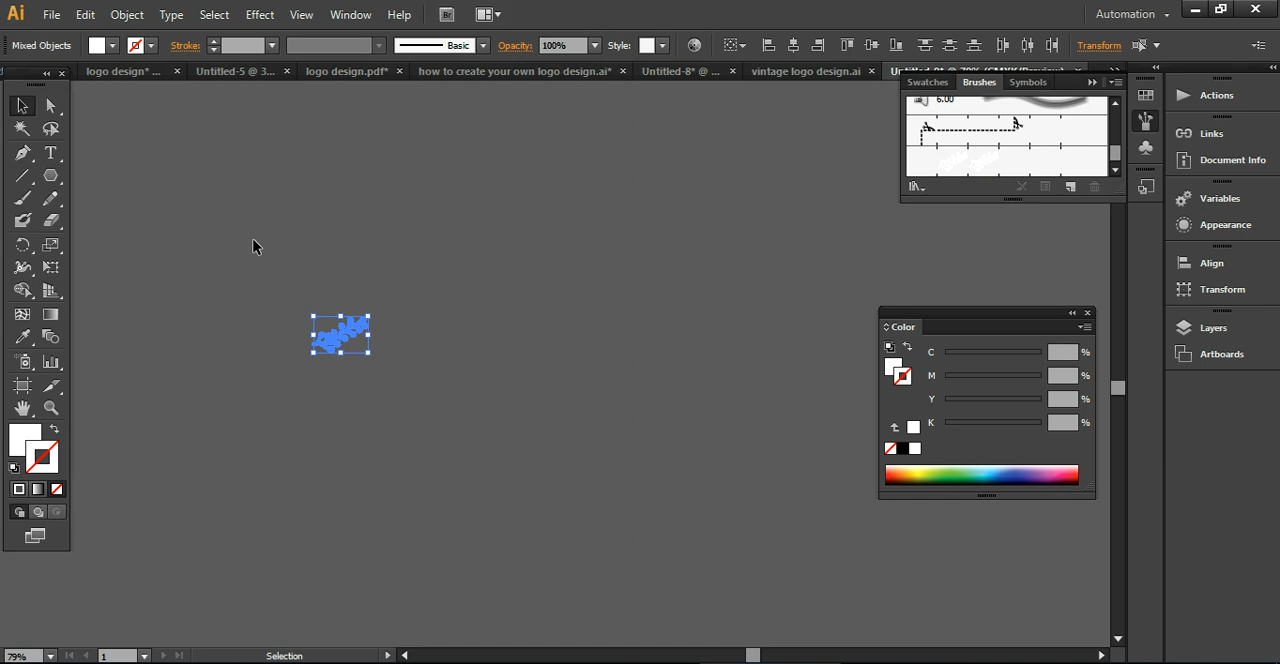 Ai File Edit Object Type Select Effect View Window Help Br Automation
Mixed Objects Stroke: Basic Opacity: 100% Style: Transform
logo design* ... × Untitled-5 @ 3... × logo design.pdf* × how to create your own logo design.ai* × Untitled-8* @ ... × vintage logo design.ai ×
Swatches Brushes Symbols
6.00
Actions
Links
Document Info
Variables
Appearance
Align
Transform
Layers
Artboards
Color
C %
M %
Y %
K %
79% 1 Selection